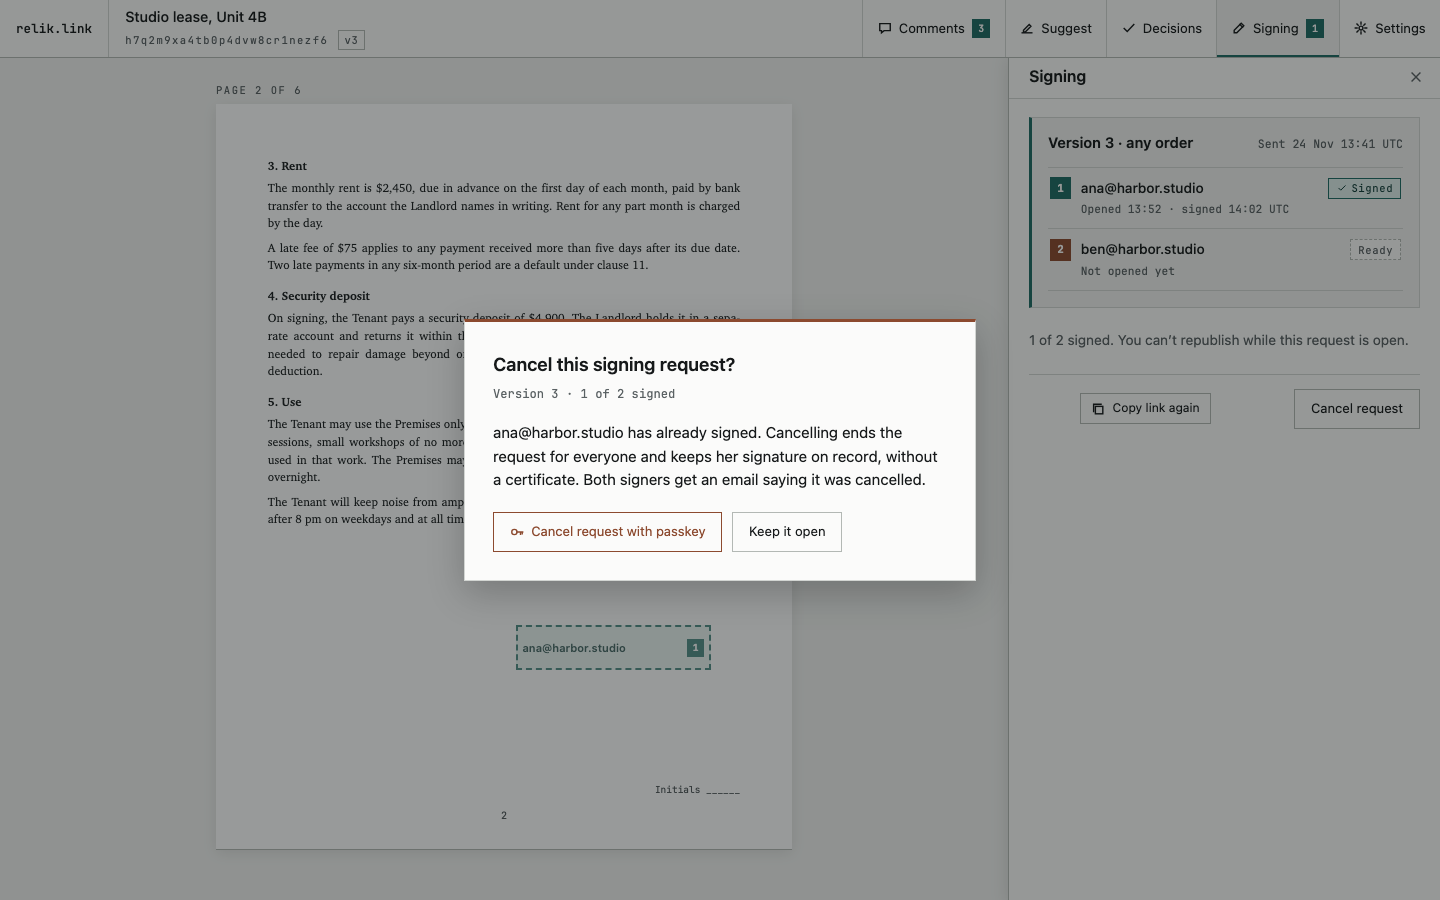 relik.link
Studio lease, Unit 4B
h7q2m9xa4tb0p4dvw8cr1nezf6 v3
Comments 3
Suggest
Decisions
Signing 1
Settings
PAGE 2 OF 6
3. Rent
The monthly rent is $2,450, due in advance on the first day of each month, paid by bank
transfer to the account the Landlord names in writing. Rent for any part month is charged
by the day.
A late fee of $75 applies to any payment received more than five days after its due date.
Two late payments in any six-month period are a default under clause 11.
4. Security deposit
On signing, the Tenant pays a security deposit of $4,900. The Landlord holds it in a sepa-
rate account and returns it within
needed to repair damage beyond
deduction.
5. Use
The Tenant may use the Premises only
sessions, small workshops of no more
used in that work. The Premises may
overnight.
The Tenant will keep noise from
after 8 pm on weekdays and at all
ana@harbor.studio 1
Initials ______
2
Cancel this signing request?
Version 3 · 1 of 2 signed
ana@harbor.studio has already signed. Cancelling ends the
request for everyone and keeps her signature on record, without
a certificate. Both signers get an email saying it was cancelled.
Cancel request with passkey
Keep it open
Signing
Version 3 · any order
Sent 24 Nov 13:41 UTC
1 ana@harbor.studio Signed
Opened 13:52 · signed 14:02 UTC
2 ben@harbor.studio Ready
Not opened yet
1 of 2 signed. You can’t republish while this request is open.
Copy link again
Cancel request